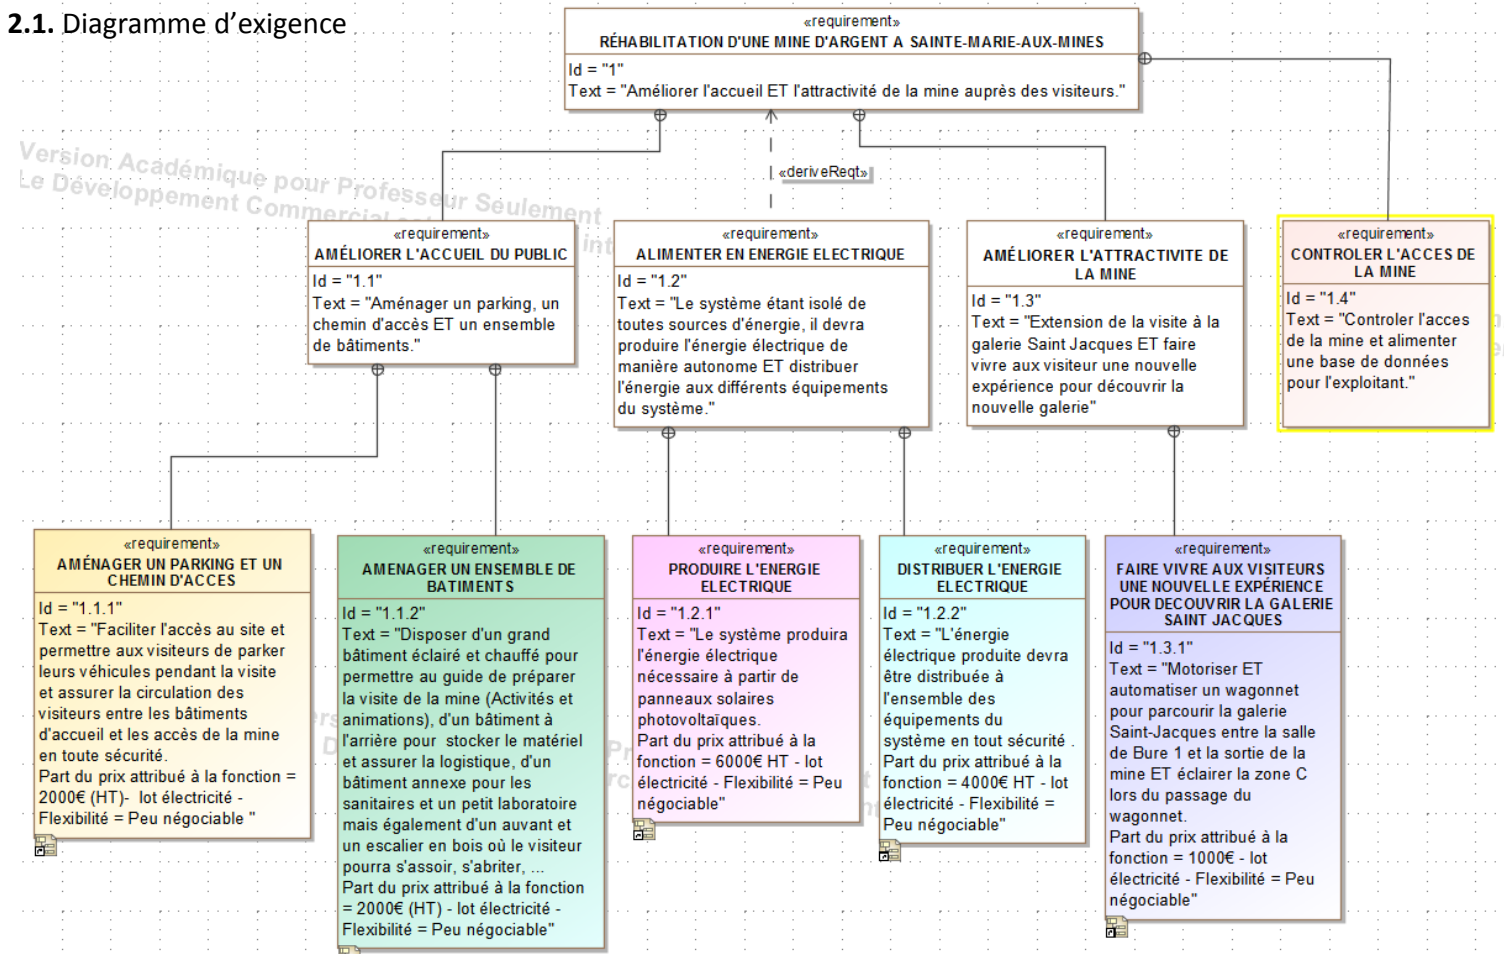 2.1. Diagramme d'exigence
«requirement»
RÉHABILITATION D'UNE MINE D'ARGENT A SAINTE-MARIE-AUX-MINES
Id = "1"
Text = "Améliorer l'accueil ET l'attractivité de la mine auprès des visiteurs."
Version Académique pour Professeur Seulement
Le Développement Commercial
«deriveReqt»
«requirement»
AMÉLIORER L'ACCUEIL DU PUBLIC
Id = "1.1"
Text = "Aménager un parking, un
chemin d'accès ET un ensemble
de bâtiments."
«requirement»
ALIMENTER EN ENERGIE ELECTRIQUE
Id = "1.2"
Text = "Le système étant isolé de
toutes sources d'énergie, il devra
produire l'énergie électrique de
manière autonome ET distribuer
l'énergie aux différents équipements
du système."
«requirement»
AMÉLIORER L'ATTRACTIVITE DE
LA MINE
Id = "1.3"
Text = "Extension de la visite à la
galerie Saint Jacques ET faire
vivre aux visiteur une nouvelle
expérience pour découvrir la
nouvelle galerie"
«requirement»
CONTROLER L'ACCES DE
LA MINE
Id = "1.4"
Text = "Controler l'acces
de la mine et alimenter
une base de données
pour l'exploitant."
«requirement»
AMÉNAGER UN PARKING ET UN
CHEMIN D'ACCES
Id = "1.1.1"
Text = "Faciliter l'accès au site et
permettre aux visiteurs de parker
leurs véhicules pendant la visite
et assurer la circulation des
visiteurs entre les bâtiments
d'accueil et les accès de la mine
en toute sécurité.
Part du prix attribué à la fonction =
2000€ (HT)- lot électricité -
Flexibilité = Peu négociable "
«requirement»
AMENAGER UN ENSEMBLE DE
BATIMENTS
Id = "1.1.2"
Text = "Disposer d'un grand
bâtiment éclairé et chauffé pour
permettre au guide de préparer
la visite de la mine (Activités et
animations), d'un bâtiment à
l'arrière pour stocker le matériel
et assurer la logistique, d'un
bâtiment annexe pour les
sanitaires et un petit laboratoire
mais également d'un auvant et
un escalier en bois où le visiteur
pourra s'assoir, s'abriter, ...
Part du prix attribué à la fonction
= 2000€ (HT) - lot électricité -
Flexibilité = Peu négociable"
«requirement»
PRODUIRE L'ENERGIE
ELECTRIQUE
Id = "1.2.1"
Text = "Le système produira
l'énergie électrique
nécessaire à partir de
panneaux solaires
photovoltaïques.
Part du prix attribué à la
fonction = 6000€ HT - lot
électricité - Flexibilité = Peu
négociable"
«requirement»
DISTRIBUER L'ENERGIE
ELECTRIQUE
Id = "1.2.2"
Text = "L'énergie
électrique produite devra
être distribuée à
l'ensemble des
équipements du
système en tout sécurité .
Part du prix attribué à la
fonction = 4000€ HT - lot
électricité - Flexibilité =
Peu négociable"
«requirement»
FAIRE VIVRE AUX VISITEURS
UNE NOUVELLE EXPÉRIENCE
POUR DECOUVRIR LA GALERIE
SAINT JACQUES
Id = "1.3.1"
Text = "Motoriser ET
automatiser un wagonnet
pour parcourir la galerie
Saint-Jacques entre la salle
de Bure 1 et la sortie de la
mine ET éclairer la zone C
lors du passage du
wagonnet.
Part du prix attribué à la
fonction = 1000€ - lot
électricité - Flexibilité = Peu
négociable"